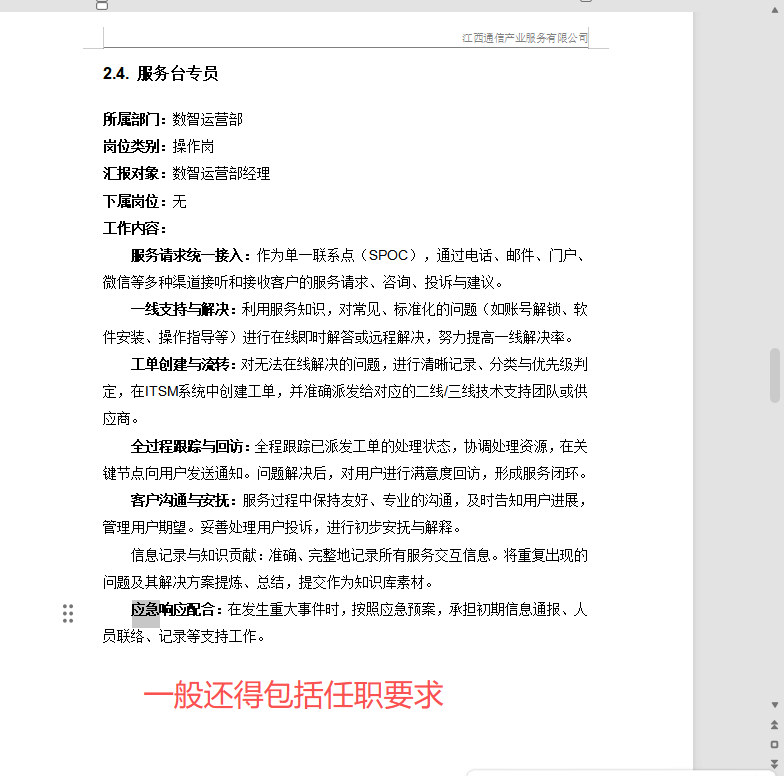 江西通信产业服务有限公司
2.4. 服务台专员
所属部门：数智运营部
岗位类别：操作岗
汇报对象：数智运营部经理
下属岗位：无
工作内容：
服务请求统一接入：作为单一联系点（SPOC），通过电话、邮件、门户、
微信等多种渠道接听和接收客户的服务请求、咨询、投诉与建议。
一线支持与解决：利用服务知识，对常见、标准化的问题（如账号解锁、软
件安装、操作指导等）进行在线即时解答或远程解决，努力提高一线解决率。
工单创建与流转：对无法在线解决的问题，进行清晰记录、分类与优先级判
定，在ITSM系统中创建工单，并准确派发给对应的二线/三线技术支持团队或供
应商。
全过程跟踪与回访：全程跟踪已派发工单的处理状态，协调处理资源，在关
键节点向用户发送通知。问题解决后，对用户进行满意度回访，形成服务闭环。
客户沟通与安抚：服务过程中保持友好、专业的沟通，及时告知用户进展，
管理用户期望。妥善处理用户投诉，进行初步安抚与解释。
信息记录与知识贡献：准确、完整地记录所有服务交互信息。将重复出现的
问题及其解决方案提炼、总结，提交作为知识库素材。
应急响应配合：在发生重大事件时，按照应急预案，承担初期信息通报、人
员联络、记录等支持工作。
一般还得包括任职要求